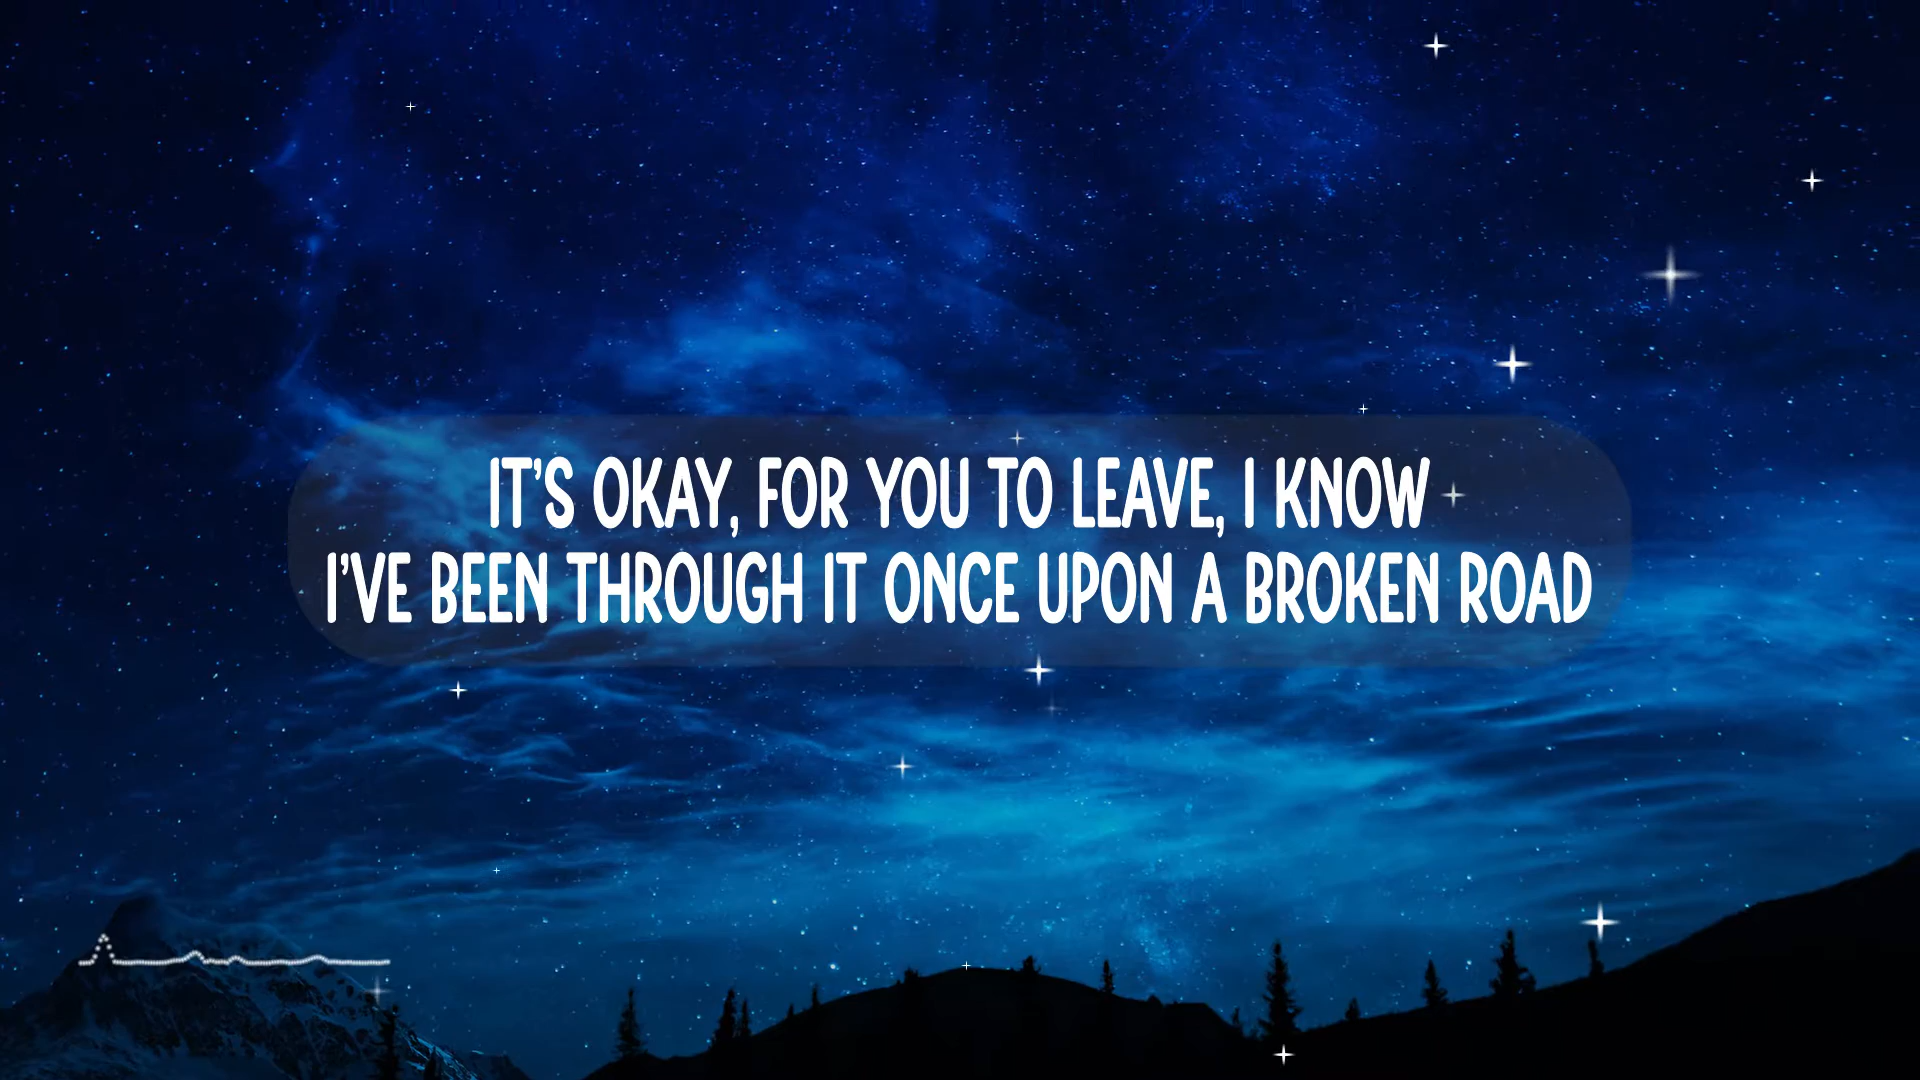 IT'S OKAY, FOR YOU TO LEAVE, I KNOW
I'VE BEEN THROUGH IT ONCE UPON A BROKEN ROAD